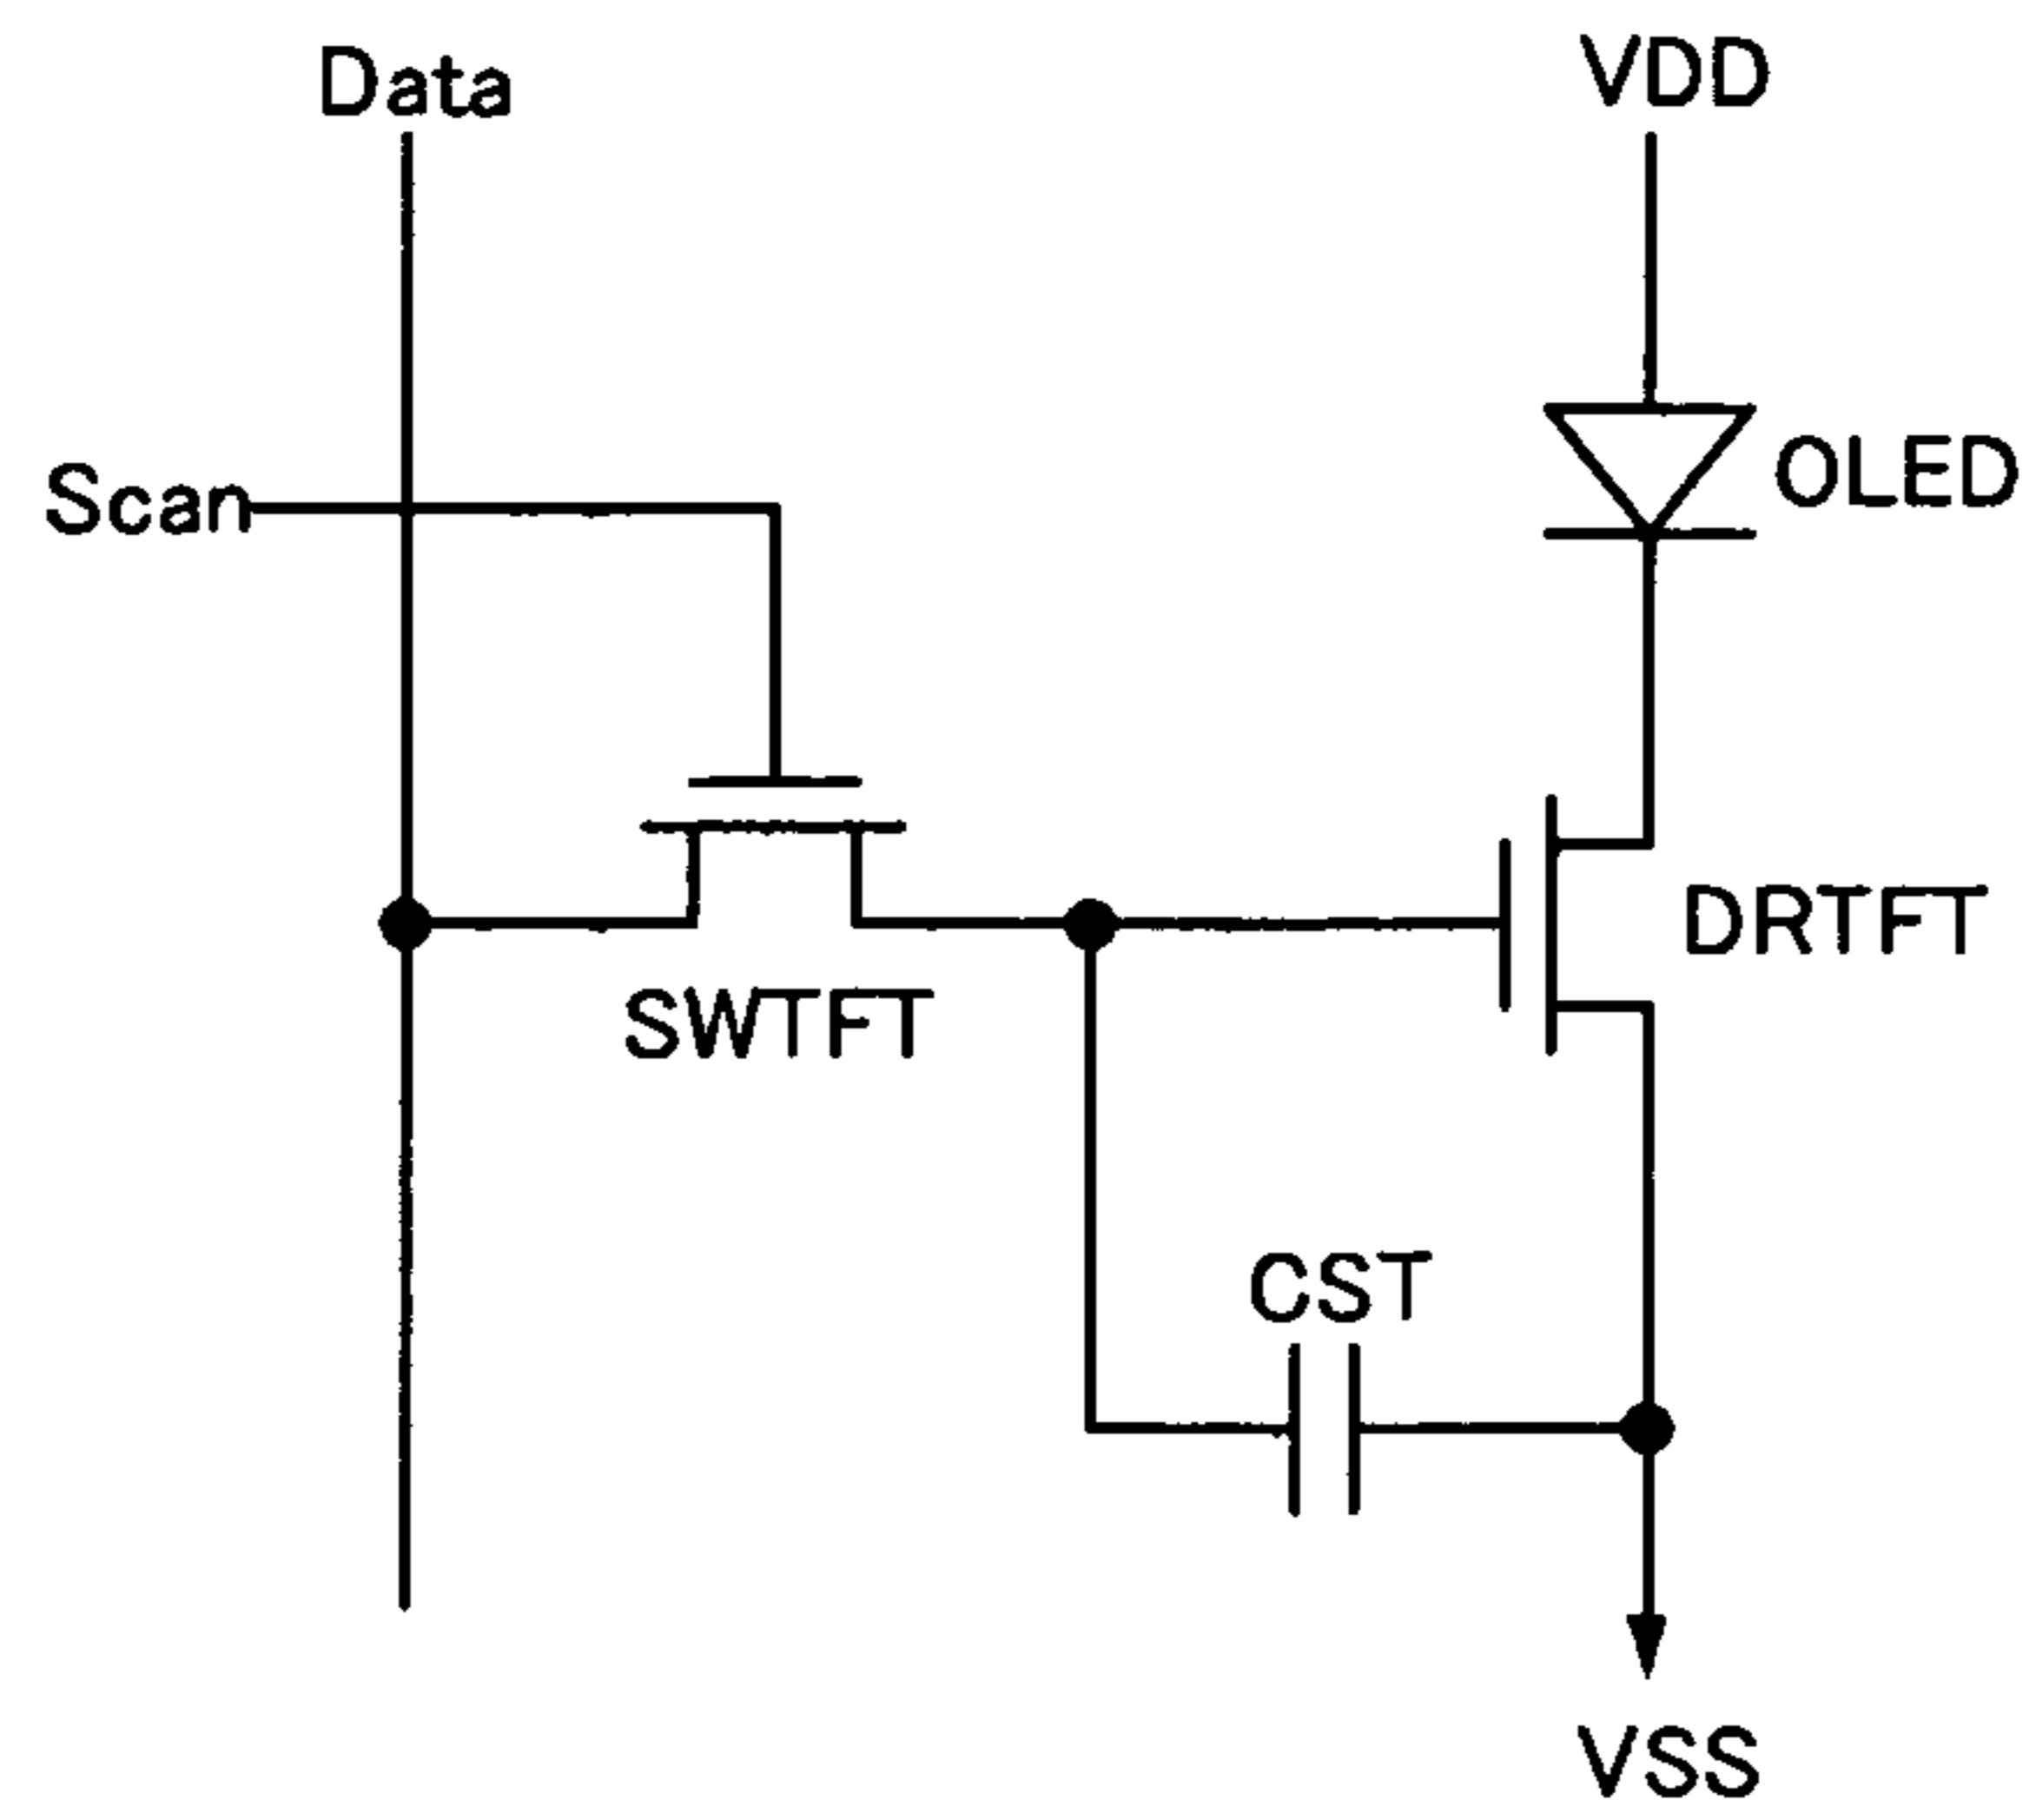 Data
VDD
Scan
OLED
DRTFT
SWTFT
CST
VSS